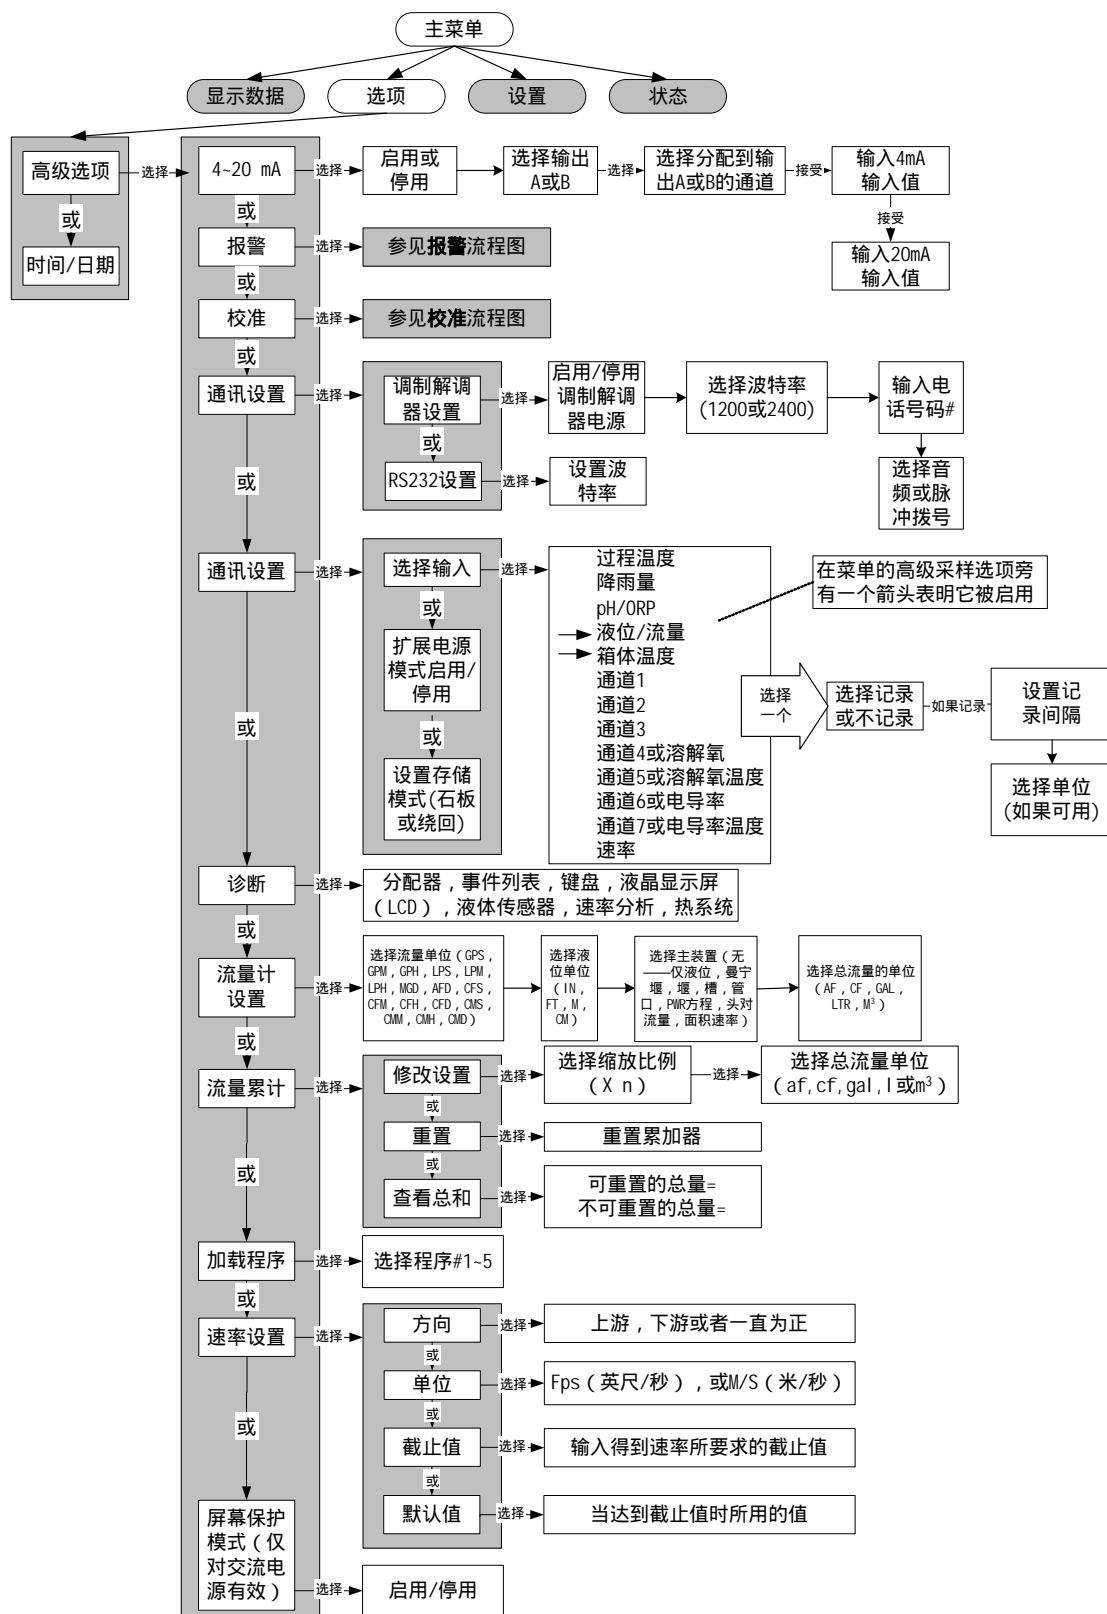 主菜单
显示数据
选项
设置
状态
高级选项
选择
4~20 mA
选择
启用或
停用
选择输出
A或B
选择
选择分配到输
出A或B的通道
接受
输入4mA
输入值
接受
输入20mA
输入值
或
时间/日期
或
报警
选择
参见报警流程图
或
校准
选择
参见校准流程图
或
通讯设置
选择
调制解调
器设置
选择
启用/停用
调制解调
器电源
选择波特率
(1200或2400)
输入电
话号码#
选择音
频或脉
冲拨号
或
RS232设置
选择
设置波
特率
或
通讯设置
选择
选择输入
选择
或
扩展电源
模式启用/
停用
或
设置存储
模式(石板
或绕回)
过程温度
降雨量
pH/ORP
液位/流量
箱体温度
通道1
通道2
通道3
通道4或溶解氧
通道5或溶解氧温度
通道6或电导率
通道7或电导率温度
速率
在菜单的高级采样选项旁
有一个箭头表明它被启用
选择
一个
选择记录
或不记录
如果记录
设置记
录间隔
选择单位
(如果可用)
或
诊断
选择
分配器，事件列表，键盘，液晶显示屏
（LCD），液体传感器，速率分析，热系统
或
流量计
设置
选择
选择流量单位（GPS，
GPM，GPH，LPS，LPM，
LPH，MGD，AFD，CFS，
CFM，CFH，CFD，CMS，
CMM，CMH，CMD）
选择液
位单位
（IN，
FT，M，
CM）
选择主装置（无
——仅液位，曼宁
堰，堰，槽，管
口，PWR方程，头对
流量，面积速率）
选择总流量的单位
（AF，CF，GAL，
LTR，M³）
或
流量累计
选择
修改设置
选择
选择缩放比例
（X n）
选择
选择总流量单位
（af,cf,gal,l或m³）
或
重置
选择
重置累加器
或
查看总和
选择
可重置的总量=
不可重置的总量=
或
加载程序
选择
选择程序#1~5
或
速率设置
选择
方向
选择
上游，下游或者一直为正
或
单位
选择
Fps（英尺/秒），或M/S（米/秒）
或
截止值
选择
输入得到速率所要求的截止值
或
默认值
选择
当达到截止值时所用的值
或
屏幕保护
模式（仅
对交流电
源有效）
选择
启用/停用